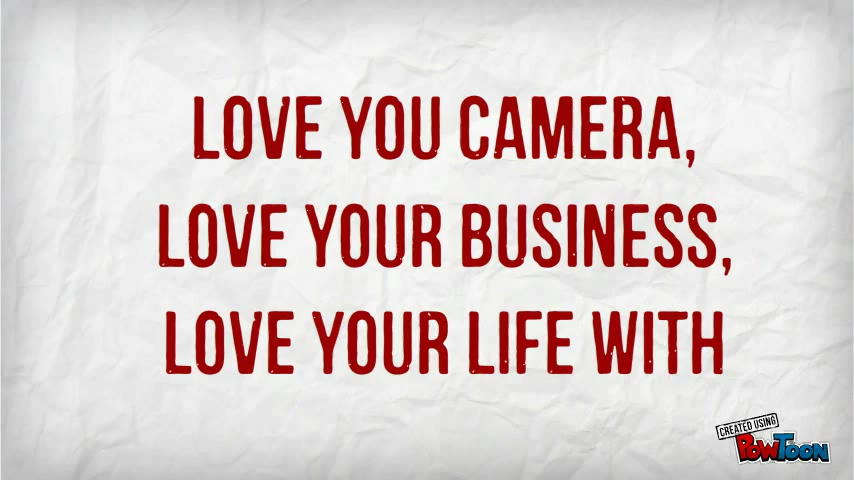 LOVE YOU CAMERA,
LOVE YOUR BUSINESS,
LOVE YOUR LIFE WITH
CREATED USING
POWTOON